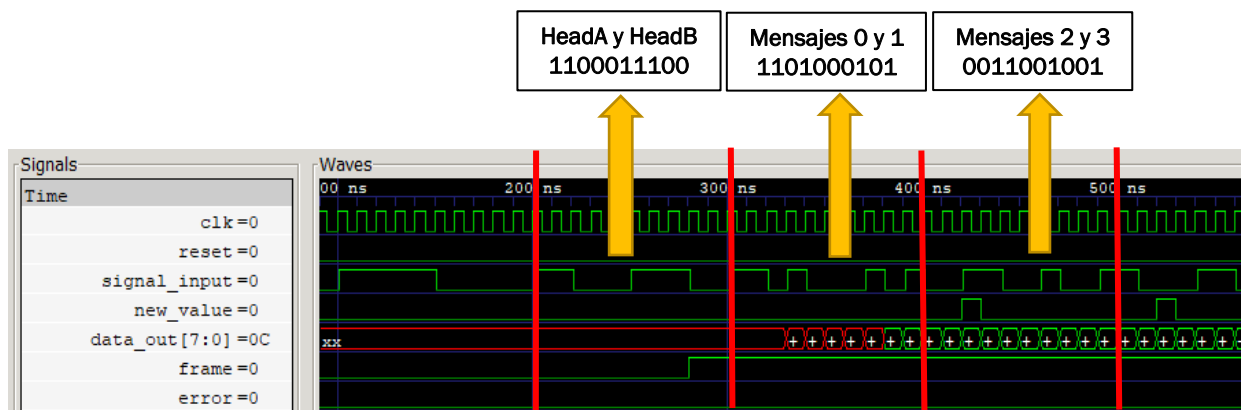 HeadA y HeadB
1100011100
Mensajes 0 y 1
1101000101
Mensajes 2 y 3
0011001001
Signals
Waves
Time
00 ns 200 ns 300 ns 400 ns 500 ns
clk=0
reset=0
signal_input=0
new_value=0
data_out[7:0]=0C
xx + + + + + + + + + + + + + + + + + + + + + + + +
frame=0
error=0